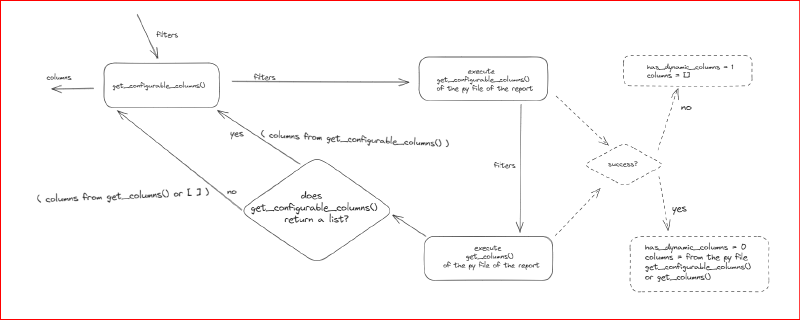 filters
columns
get_configurable_columns()
filters
execute
get_configurable_columns()
of the py file of the report
has_dynamic_columns = 1
columns = []
no
yes
( columns from get_configurable_columns() )
filters
success?
( columns from get_columns() or [ ] )
no
does
get_configurable_columns()
return a list?
yes
execute
get_columns()
of the py file of the report
has_dynamic_columns = 0
columns = from the py file
get_configurable_columns()
or get_columns()